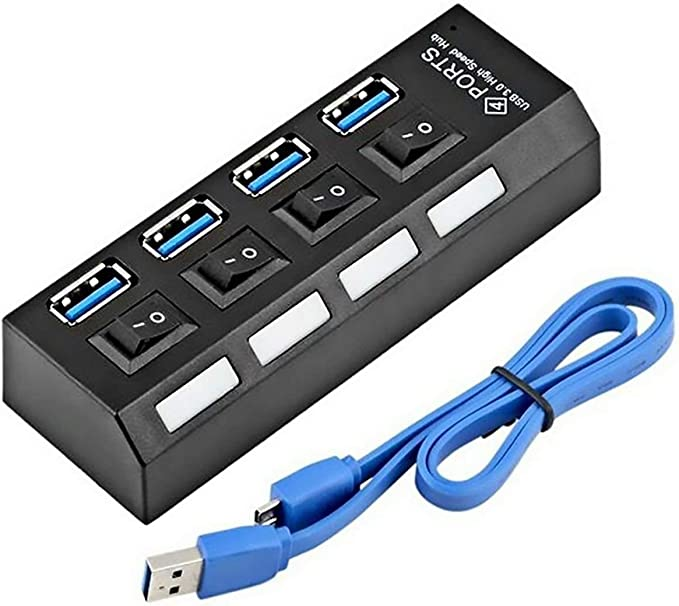 4 PORTS
USB 3.0 High Speed Hub
O
—
O
—
O
—
O
—